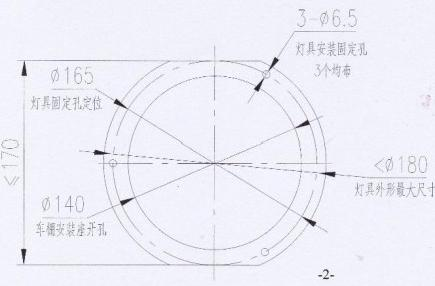 3-Ø6.5
灯具安装固定孔
3个均布
Ø165
灯具固定孔定位
≤170
<Ø180
灯具外形最大尺寸
Ø140
车棚安装座开孔
-2-